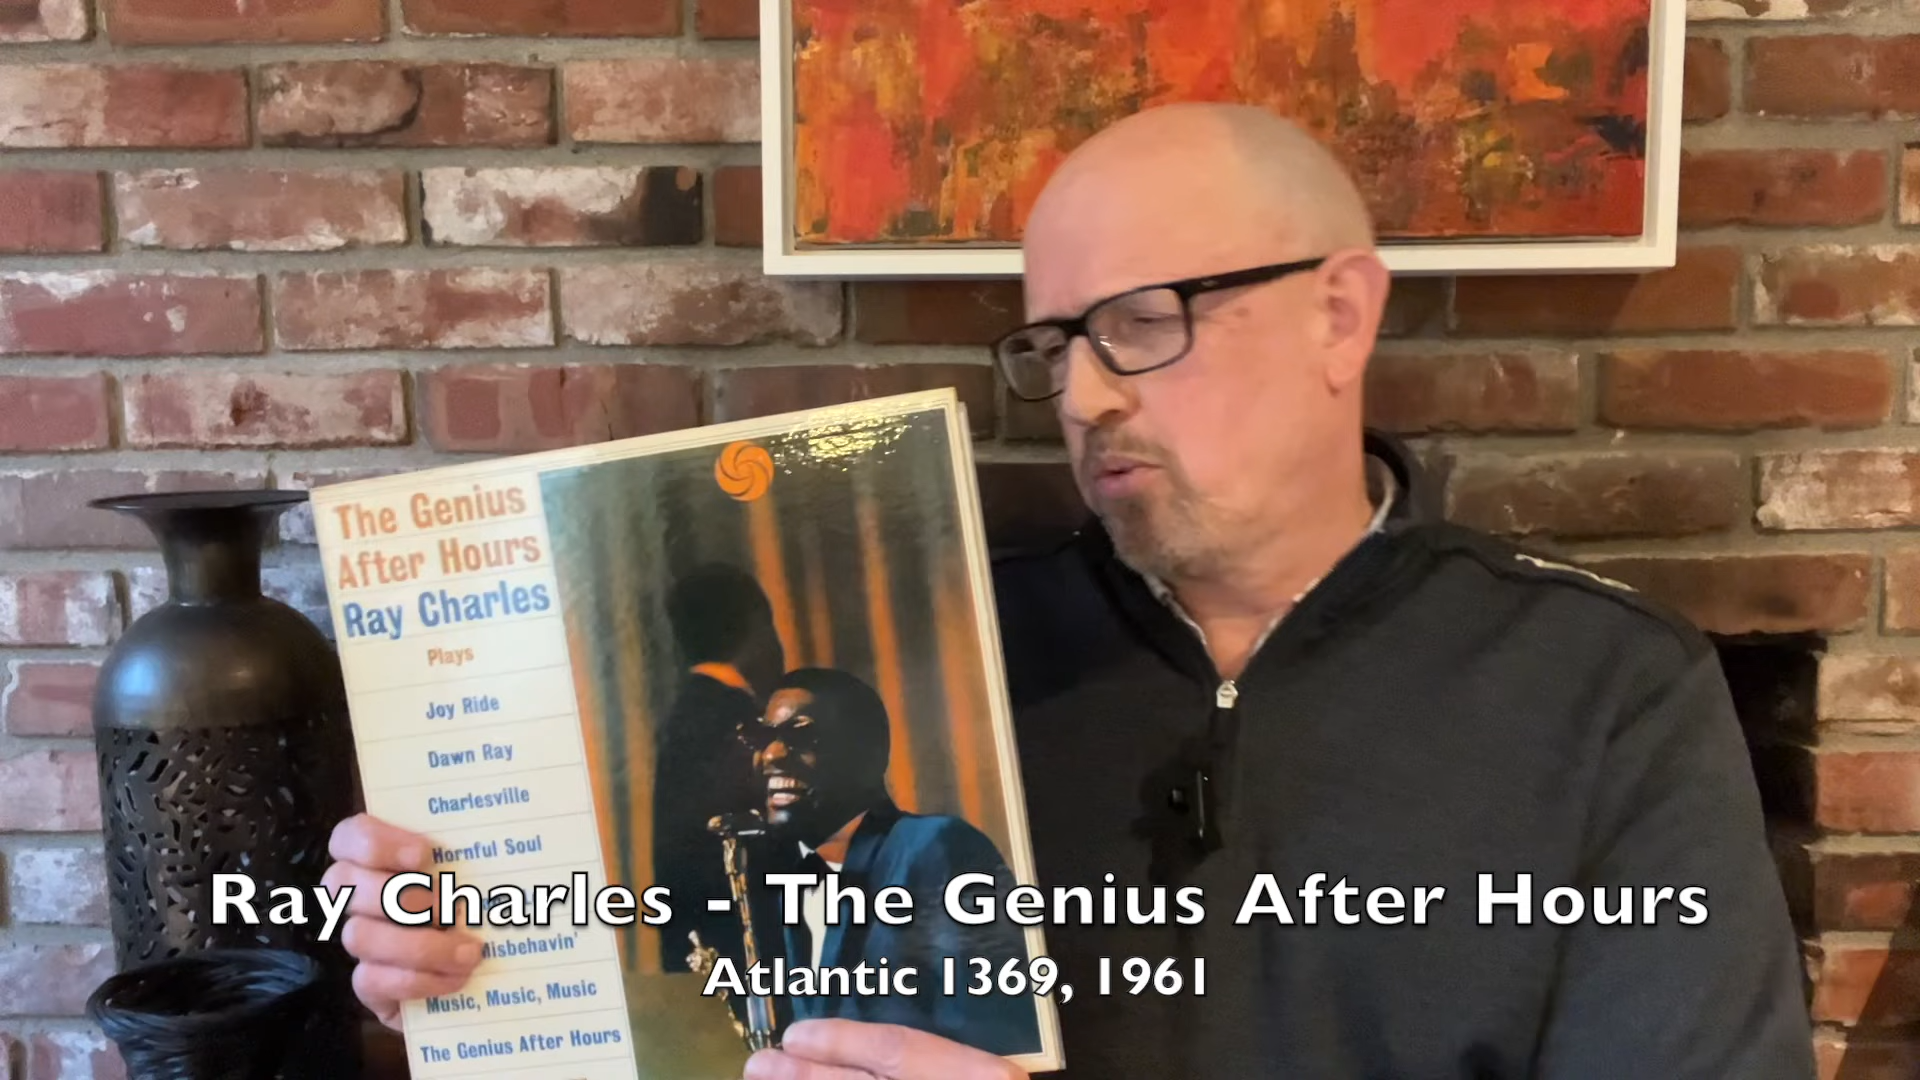 The Genius
After Hours
Ray Charles
Plays
Joy Ride
Dawn Ray
Charlesville
Hornful Soul
Misbehavin'
Music, Music, Music
The Genius After Hours
Ray Charles - The Genius After Hours
Atlantic 1369, 1961